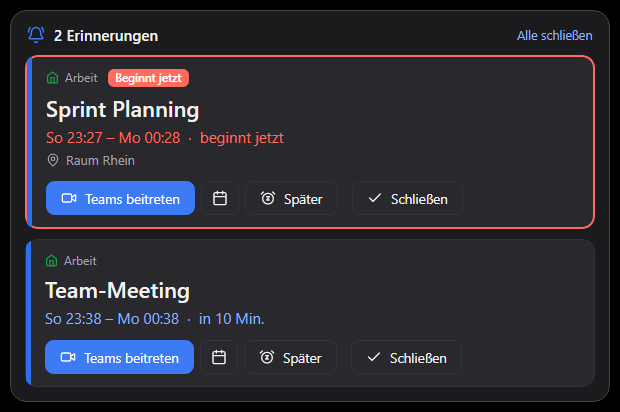 2 Erinnerungen Alle schließen
Arbeit Beginnt jetzt
Sprint Planning
So 23:27 – Mo 00:28 · beginnt jetzt
Raum Rhein
Teams beitreten Später Schließen
Arbeit
Team-Meeting
So 23:38 – Mo 00:38 · in 10 Min.
Teams beitreten Später Schließen